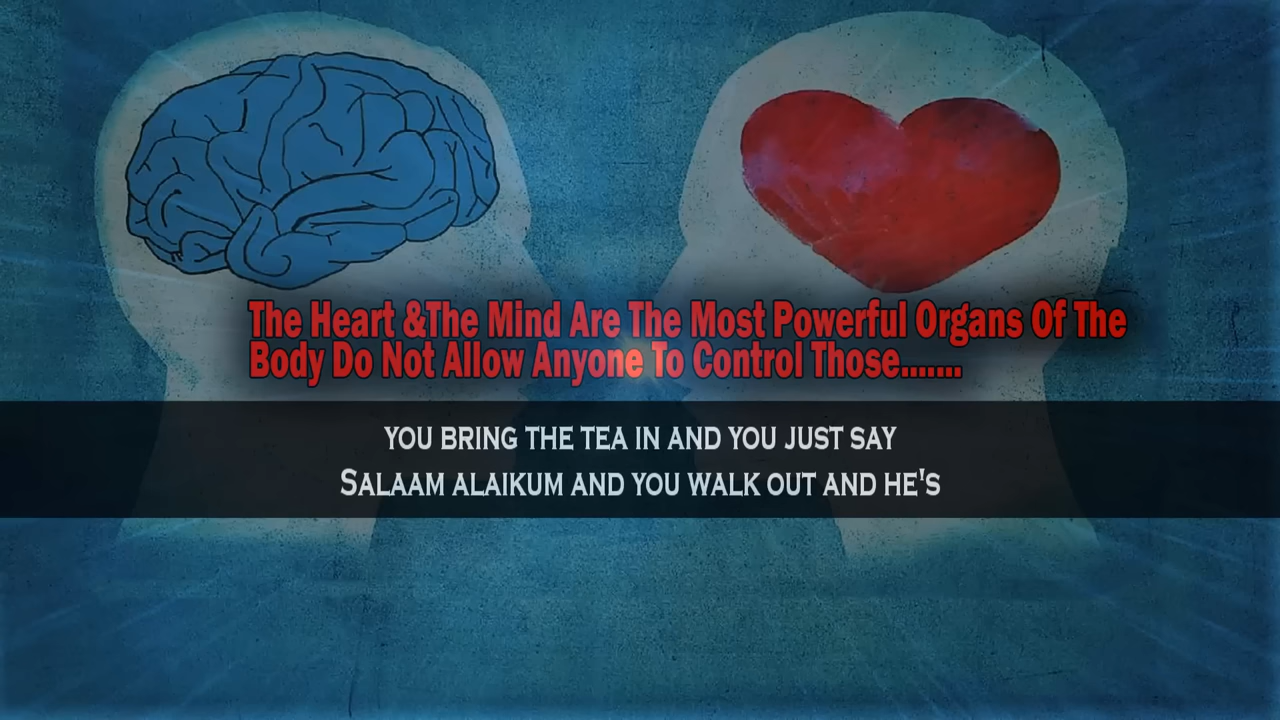 The Heart &The Mind Are The Most Powerful Organs Of The
Body Do Not Allow Anyone To Control Those.......
YOU BRING THE TEA IN AND YOU JUST SAY
SALAAM ALAIKUM AND YOU WALK OUT AND HE'S